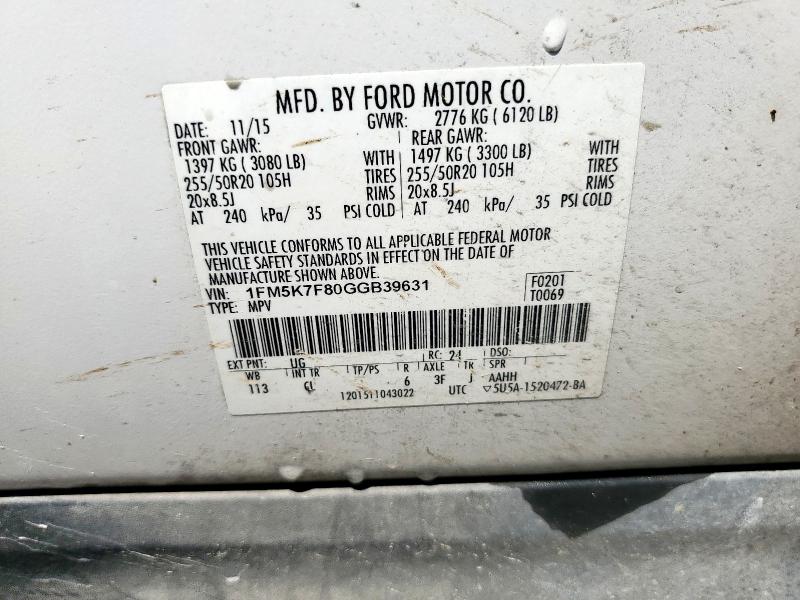 MFD. BY FORD MOTOR CO.
DATE: 11/15 GVWR: 2776 KG ( 6120 LB)
FRONT GAWR: REAR GAWR:
1397 KG ( 3080 LB) WITH 1497 KG ( 3300 LB) WITH
255/50R20 105H TIRES 255/50R20 105H TIRES
20x8.5J RIMS 20x8.5J RIMS
AT 240 kPa/ 35 PSI COLD AT 240 kPa/ 35 PSI COLD
THIS VEHICLE CONFORMS TO ALL APPLICABLE FEDERAL MOTOR
VEHICLE SAFETY STANDARDS IN EFFECT ON THE DATE OF
MANUFACTURE SHOWN ABOVE.
VIN: 1FM5K7F80GGB39631 F0201
TYPE: MPV T0069
EXT PNT: UG RC: 24 DSO:
WB INT TR TP/PS R AXLE TR SPR
113 CL 6 3F J AAHH
1201511043022 UTC ▽5U5A-1520472-BA